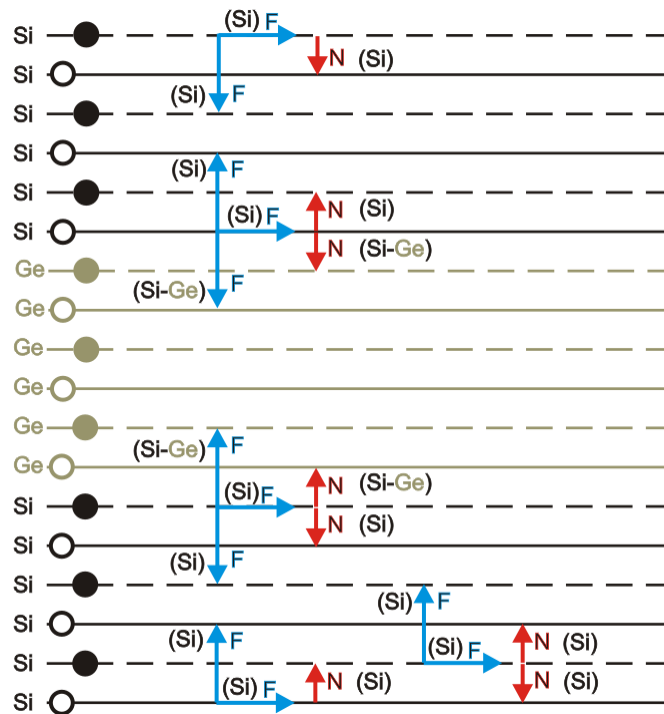 Si (Si) F
Si N (Si)
Si (Si) F
Si
Si (Si) F
(Si) F N (Si)
Si
Ge N (Si-Ge)
(Si-Ge) F
Ge
Ge
Ge
Ge
(Si-Ge) F
Ge N (Si-Ge)
Si (Si) F
N (Si)
Si
(Si) F
Si
(Si) F
Si (Si) F N (Si)
Si (Si) F
N (Si) N (Si)
Si (Si) F